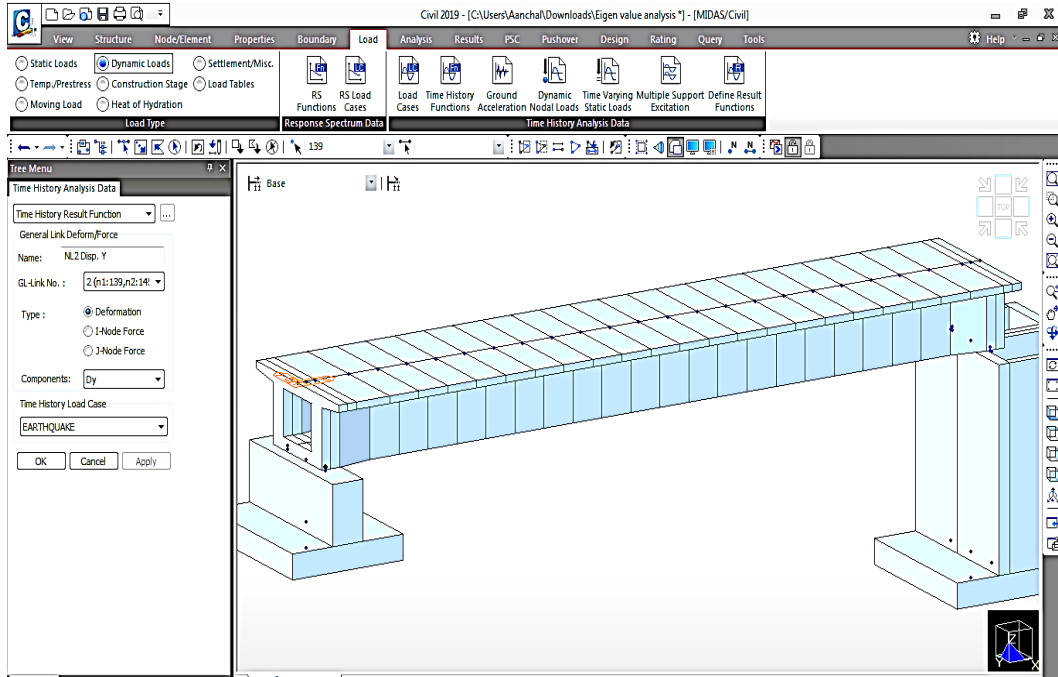 Civil 2019 - [C:\Users\Aanchal\Downloads\Eigen value analysis *] - [MIDAS/Civil]
View Structure Node/Element Properties Boundary Load Analysis Results PSC Pushover Design Rating Query Tools Help
Static Loads Dynamic Loads Settlement/Misc.
Temp./Prestress Construction Stage Load Tables
Moving Load Heat of Hydration
Load Type
RS Functions
RS Load Cases
Response Spectrum Data
Load Cases
Time History Functions
Ground Acceleration
Dynamic Nodal Loads
Time Varying Static Loads
Multiple Support Excitation
Define Result Functions
Time History Analysis Data
139
Tree Menu
Time History Analysis Data
Time History Result Function ...
General Link Deform/Force
Name: NL2 Disp. Y
GL-Link No. : 2 (n1:139,n2:14
Type : Deformation
I-Node Force
J-Node Force
Components: Dy
Time History Load Case
EARTHQUAKE
OK Cancel Apply
Base
TOP
Z
Y X